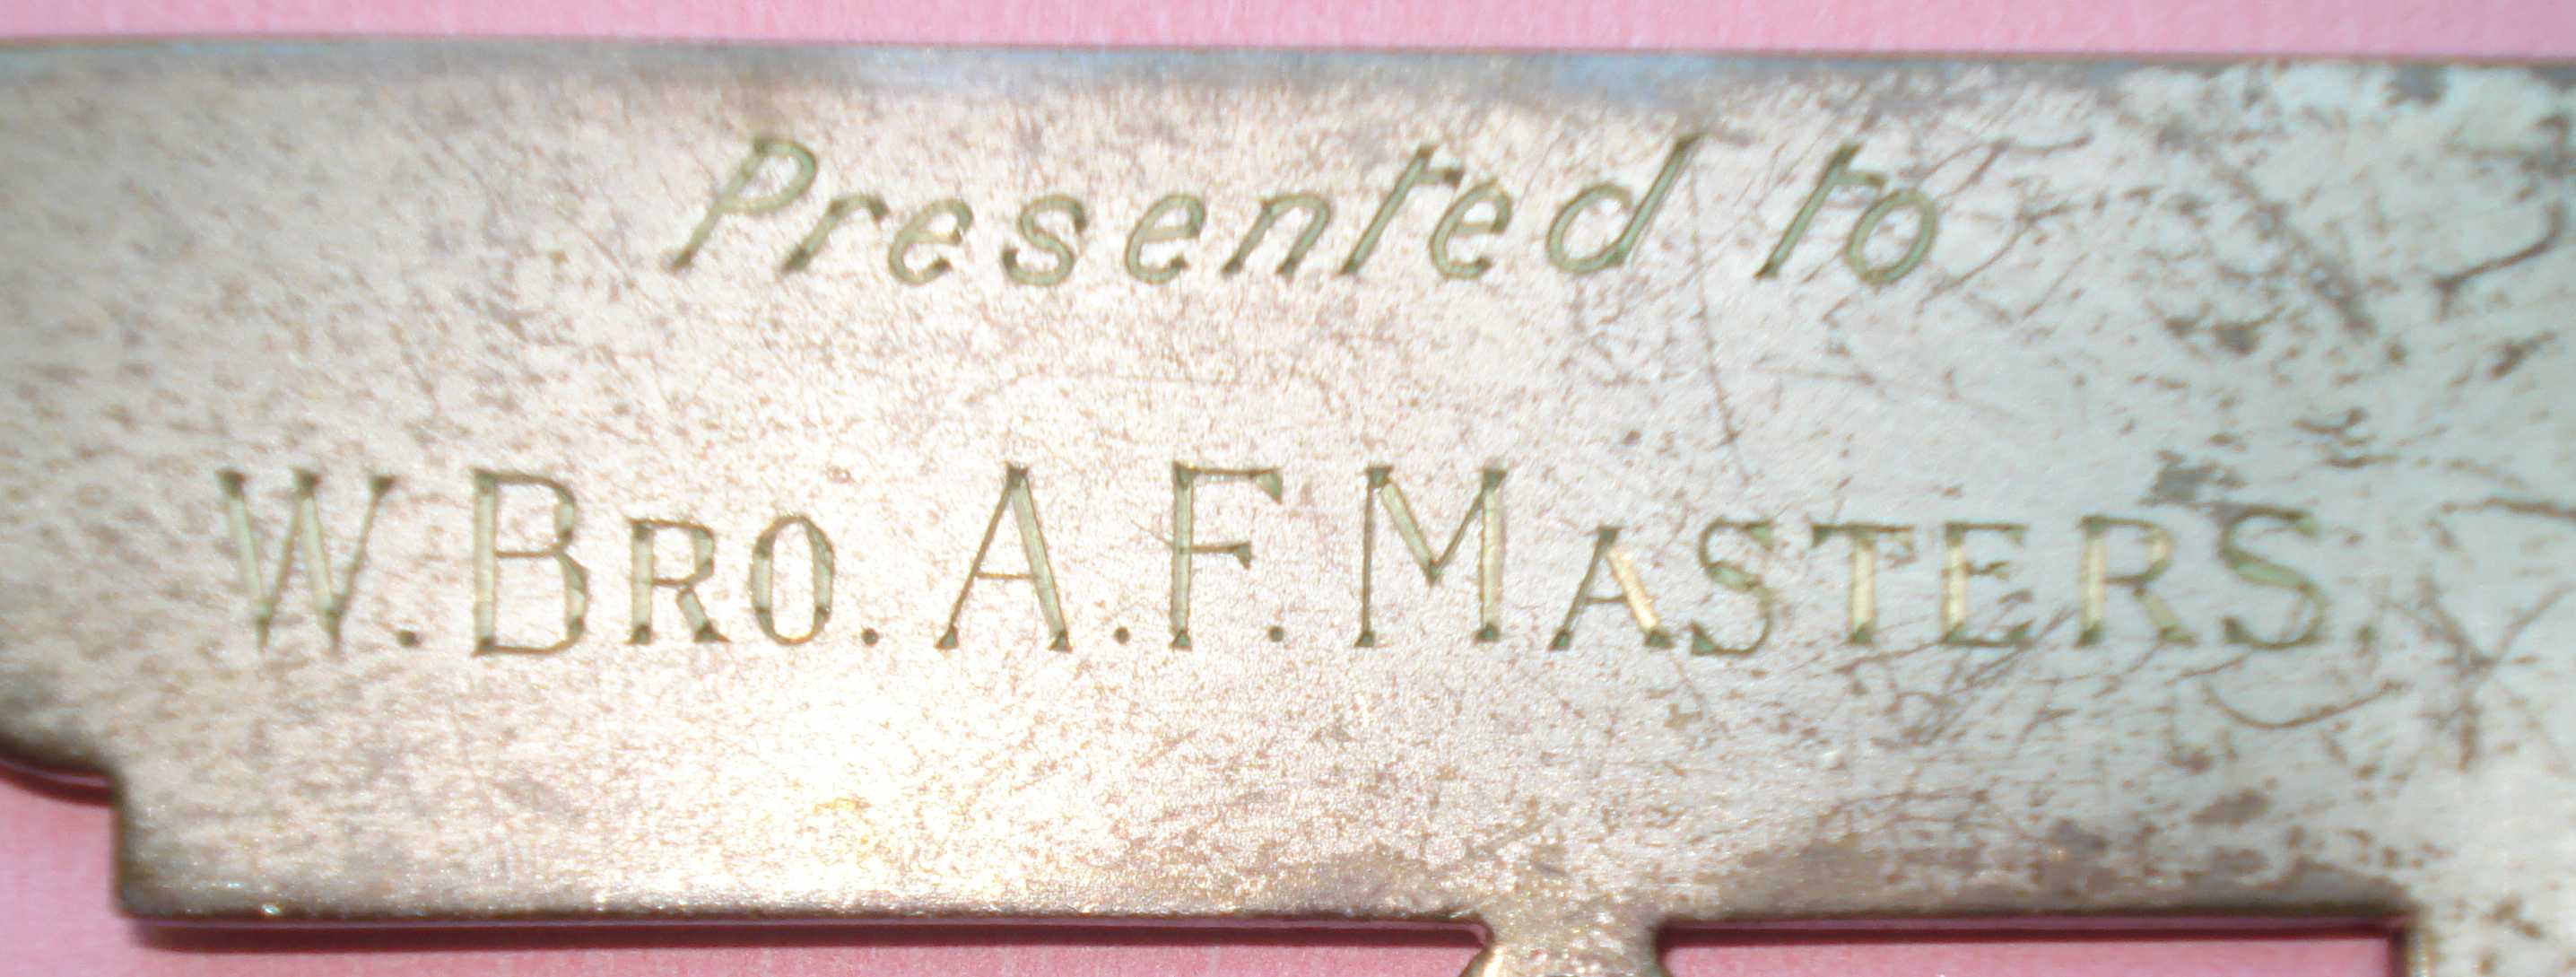 Presented to
W. BRO. A. F. MASTERS.